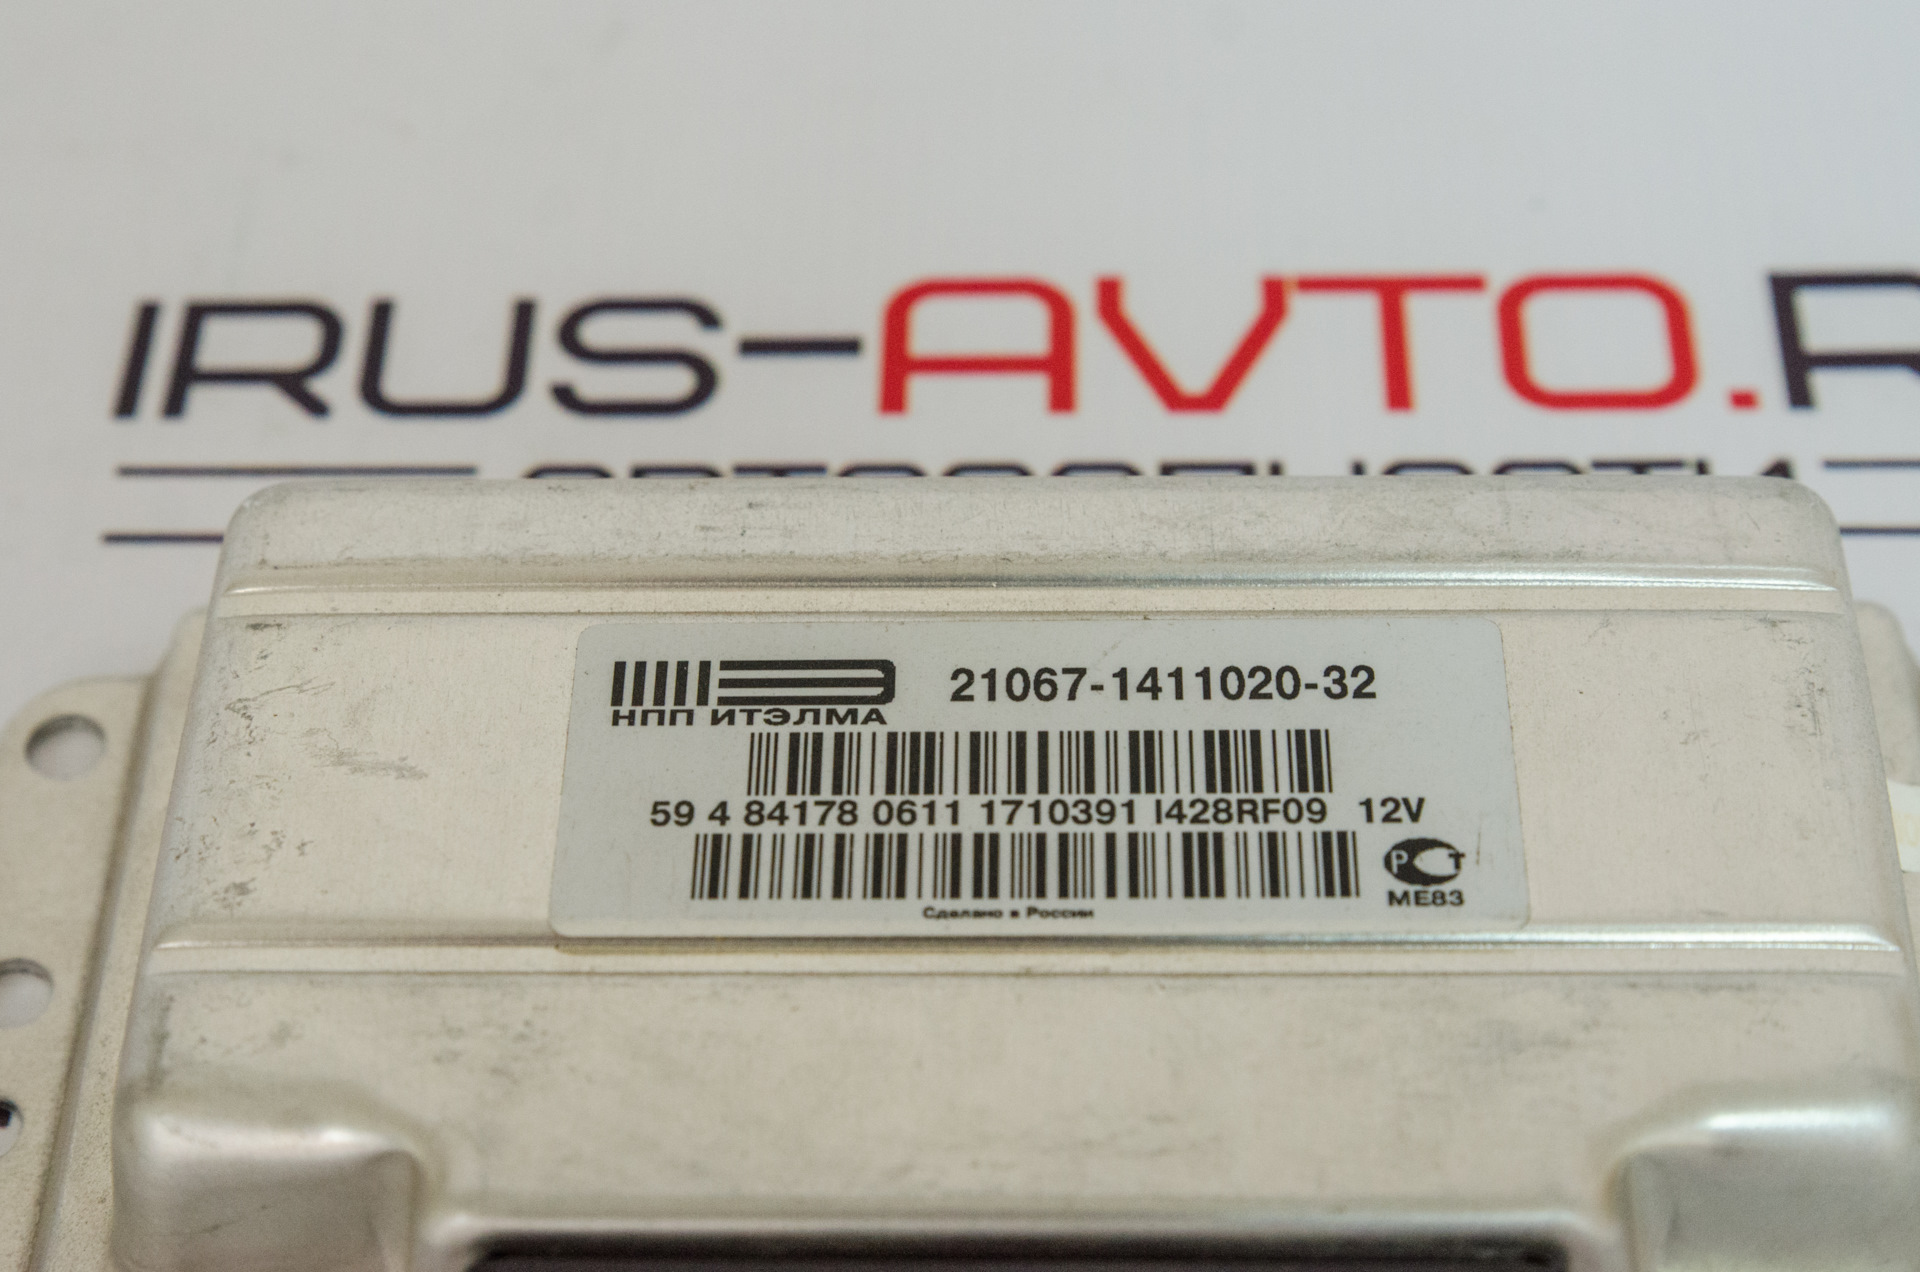 IRUS-AVTO.R
21067-1411020-32
НПП ИТЭЛМА
59 4 84178 0611 1710391 I428RF09 12V
РСТ
МЕ83
Сделано в России